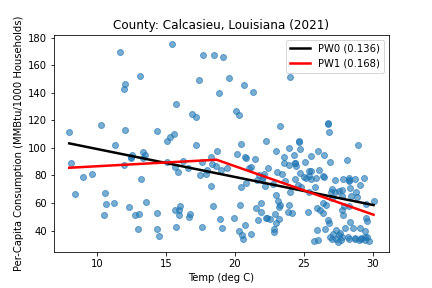 County: Calcasieu, Louisiana (2021)
Per-Capita Consumption (MMBtu/1000 Households)
180
160
140
120
100
80
60
40
PW0 (0.136)
PW1 (0.168)
10
15
20
25
30
Temp (deg C)